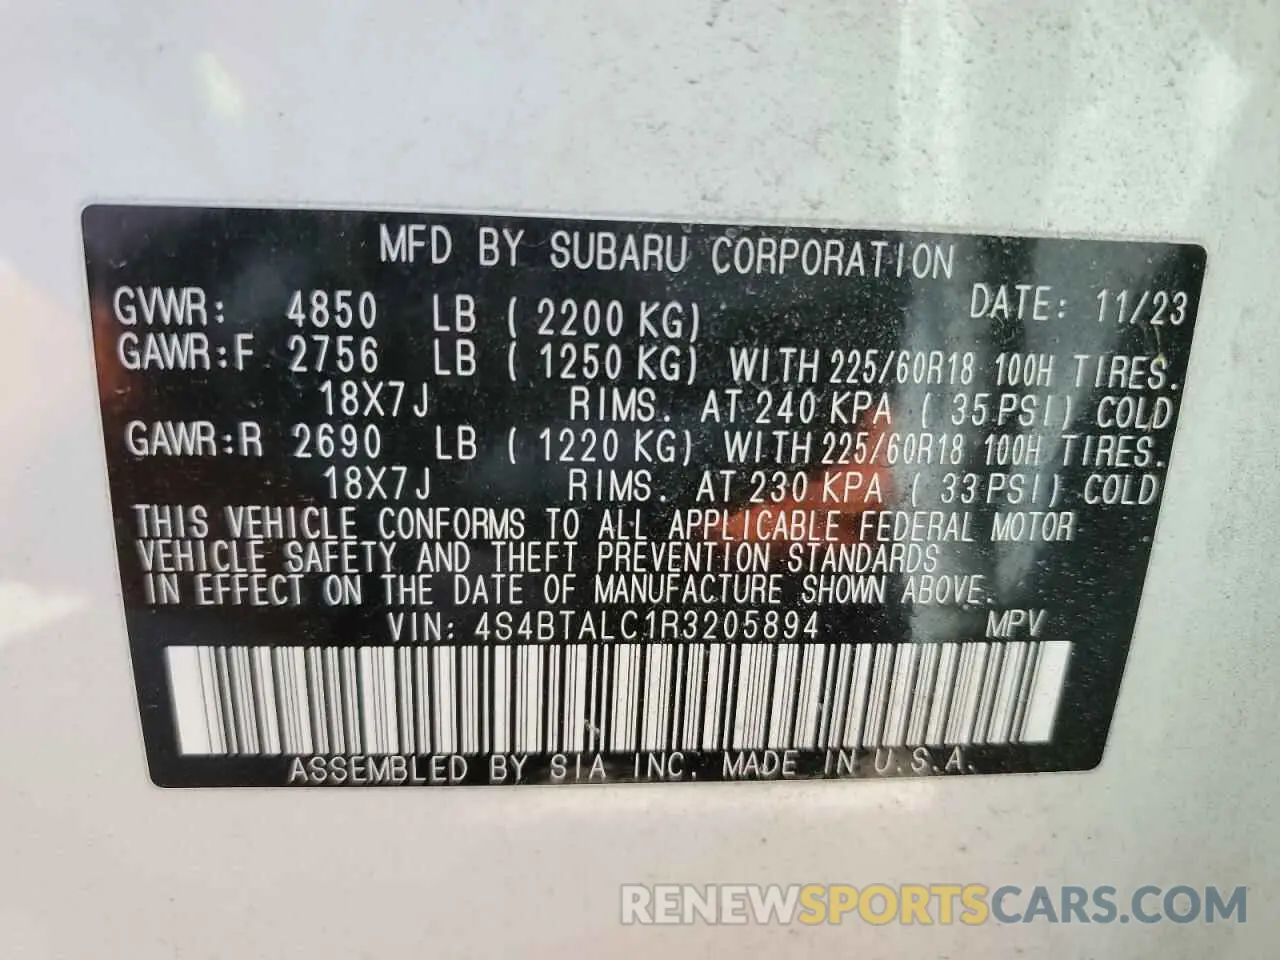 MFD BY SUBARU CORPORATION
GVWR: 4850 LB ( 2200 KG) DATE: 11/23
GAWR:F 2756 LB ( 1250 KG) WITH 225/60R18 100H TIRES.
18X7J RIMS. AT 240 KPA ( 35 PSI) COLD
GAWR:R 2690 LB ( 1220 KG) WITH 225/60R18 100H TIRES.
18X7J RIMS. AT 230 KPA ( 33 PSI) COLD
THIS VEHICLE CONFORMS TO ALL APPLICABLE FEDERAL MOTOR
VEHICLE SAFETY AND THEFT PREVENTION STANDARDS
IN EFFECT ON THE DATE OF MANUFACTURE SHOWN ABOVE.
VIN: 4S4BTALC1R3205894 MPV
ASSEMBLED BY SIA INC. MADE IN U.S.A.
RENEWSPORTSCARS.COM